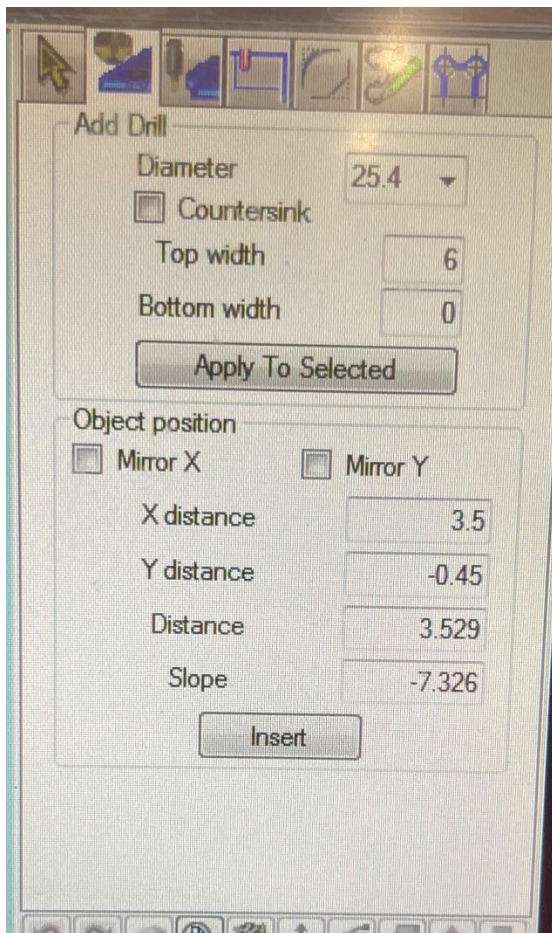 Add Drill
Diameter 25.4
Countersink
Top width 6
Bottom width 0
Apply To Selected
Object position
Mirror X Mirror Y
X distance 3.5
Y distance -0.45
Distance 3.529
Slope -7.326
Insert